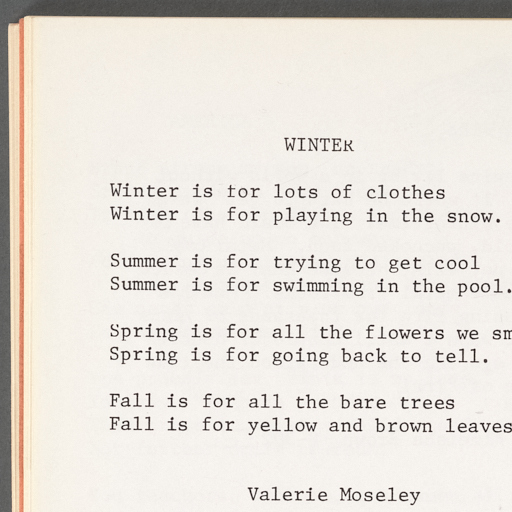 WINTER
Winter is for lots of clothes
Winter is for playing in the snow.
Summer is for trying to get cool
Summer is for swimming in the pool.
Spring is for all the flowers we
Spring is for going back to tell.
Fall is for all the bare trees
Fall is for yellow and brown leaves
Valerie Moseley